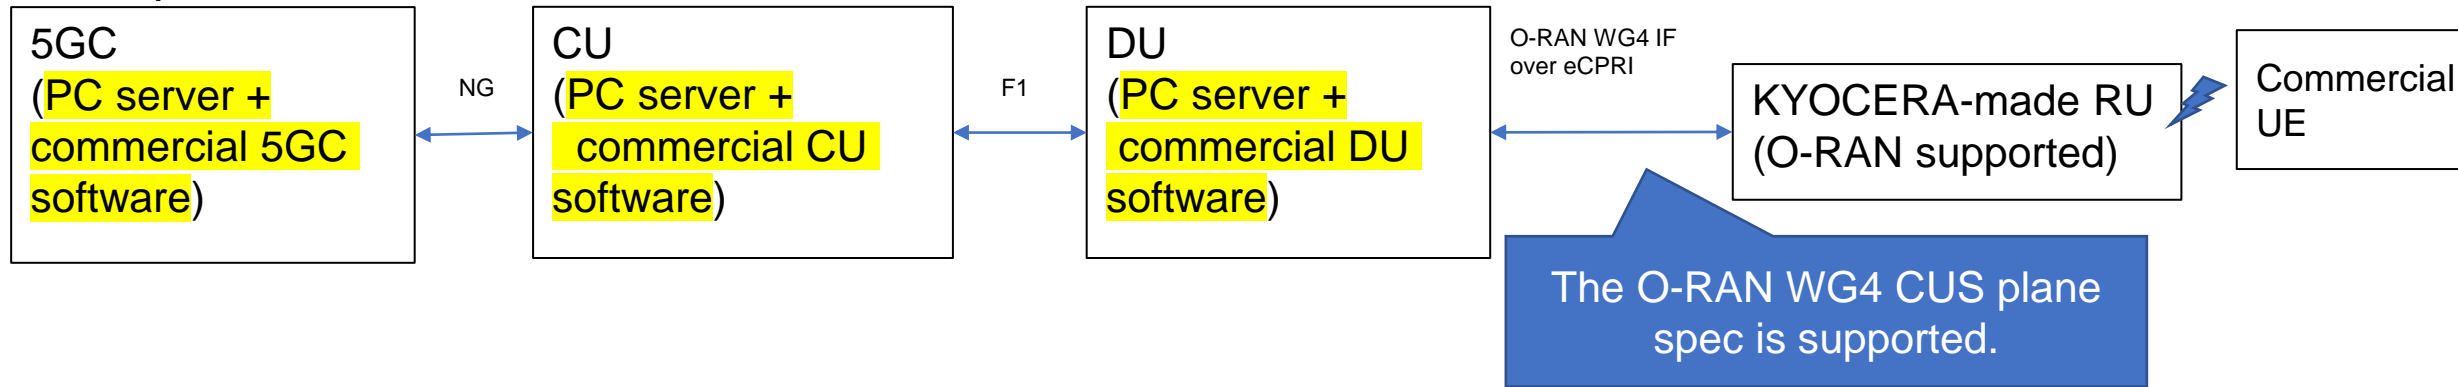 5GC
(PC server +
commercial 5GC
software)
NG
CU
(PC server +
commercial CU
software)
F1
DU
(PC server +
commercial DU
software)
O-RAN WG4 IF
over eCPRI
KYOCERA-made RU
(O-RAN supported)
Commercial
UE
The O-RAN WG4 CUS plane
spec is supported.